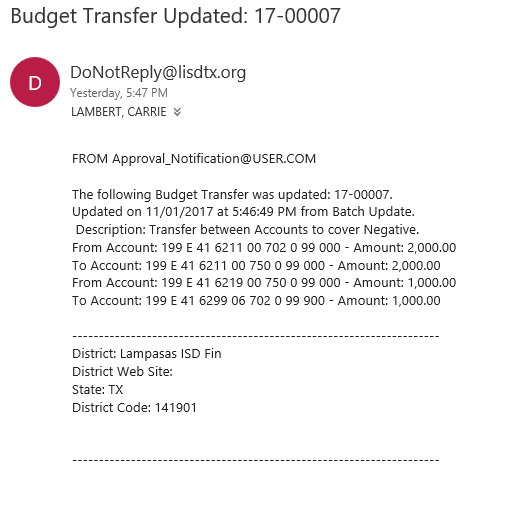 Budget Transfer Updated: 17-00007
D
DoNotReply@lisdtx.org
Yesterday, 5:47 PM
LAMBERT, CARRIE
FROM Approval_Notification@USER.COM
The following Budget Transfer was updated: 17-00007.
Updated on 11/01/2017 at 5:46:49 PM from Batch Update.
Description: Transfer between Accounts to cover Negative.
From Account: 199 E 41 6211 00 702 0 99 000 - Amount: 2,000.00
To Account: 199 E 41 6211 00 750 0 99 000 - Amount: 2,000.00
From Account: 199 E 41 6219 00 750 0 99 000 - Amount: 1,000.00
To Account: 199 E 41 6299 06 702 0 99 900 - Amount: 1,000.00
---------------------------------------------------------------------
District: Lampasas ISD Fin
District Web Site:
State: TX
District Code: 141901
---------------------------------------------------------------------